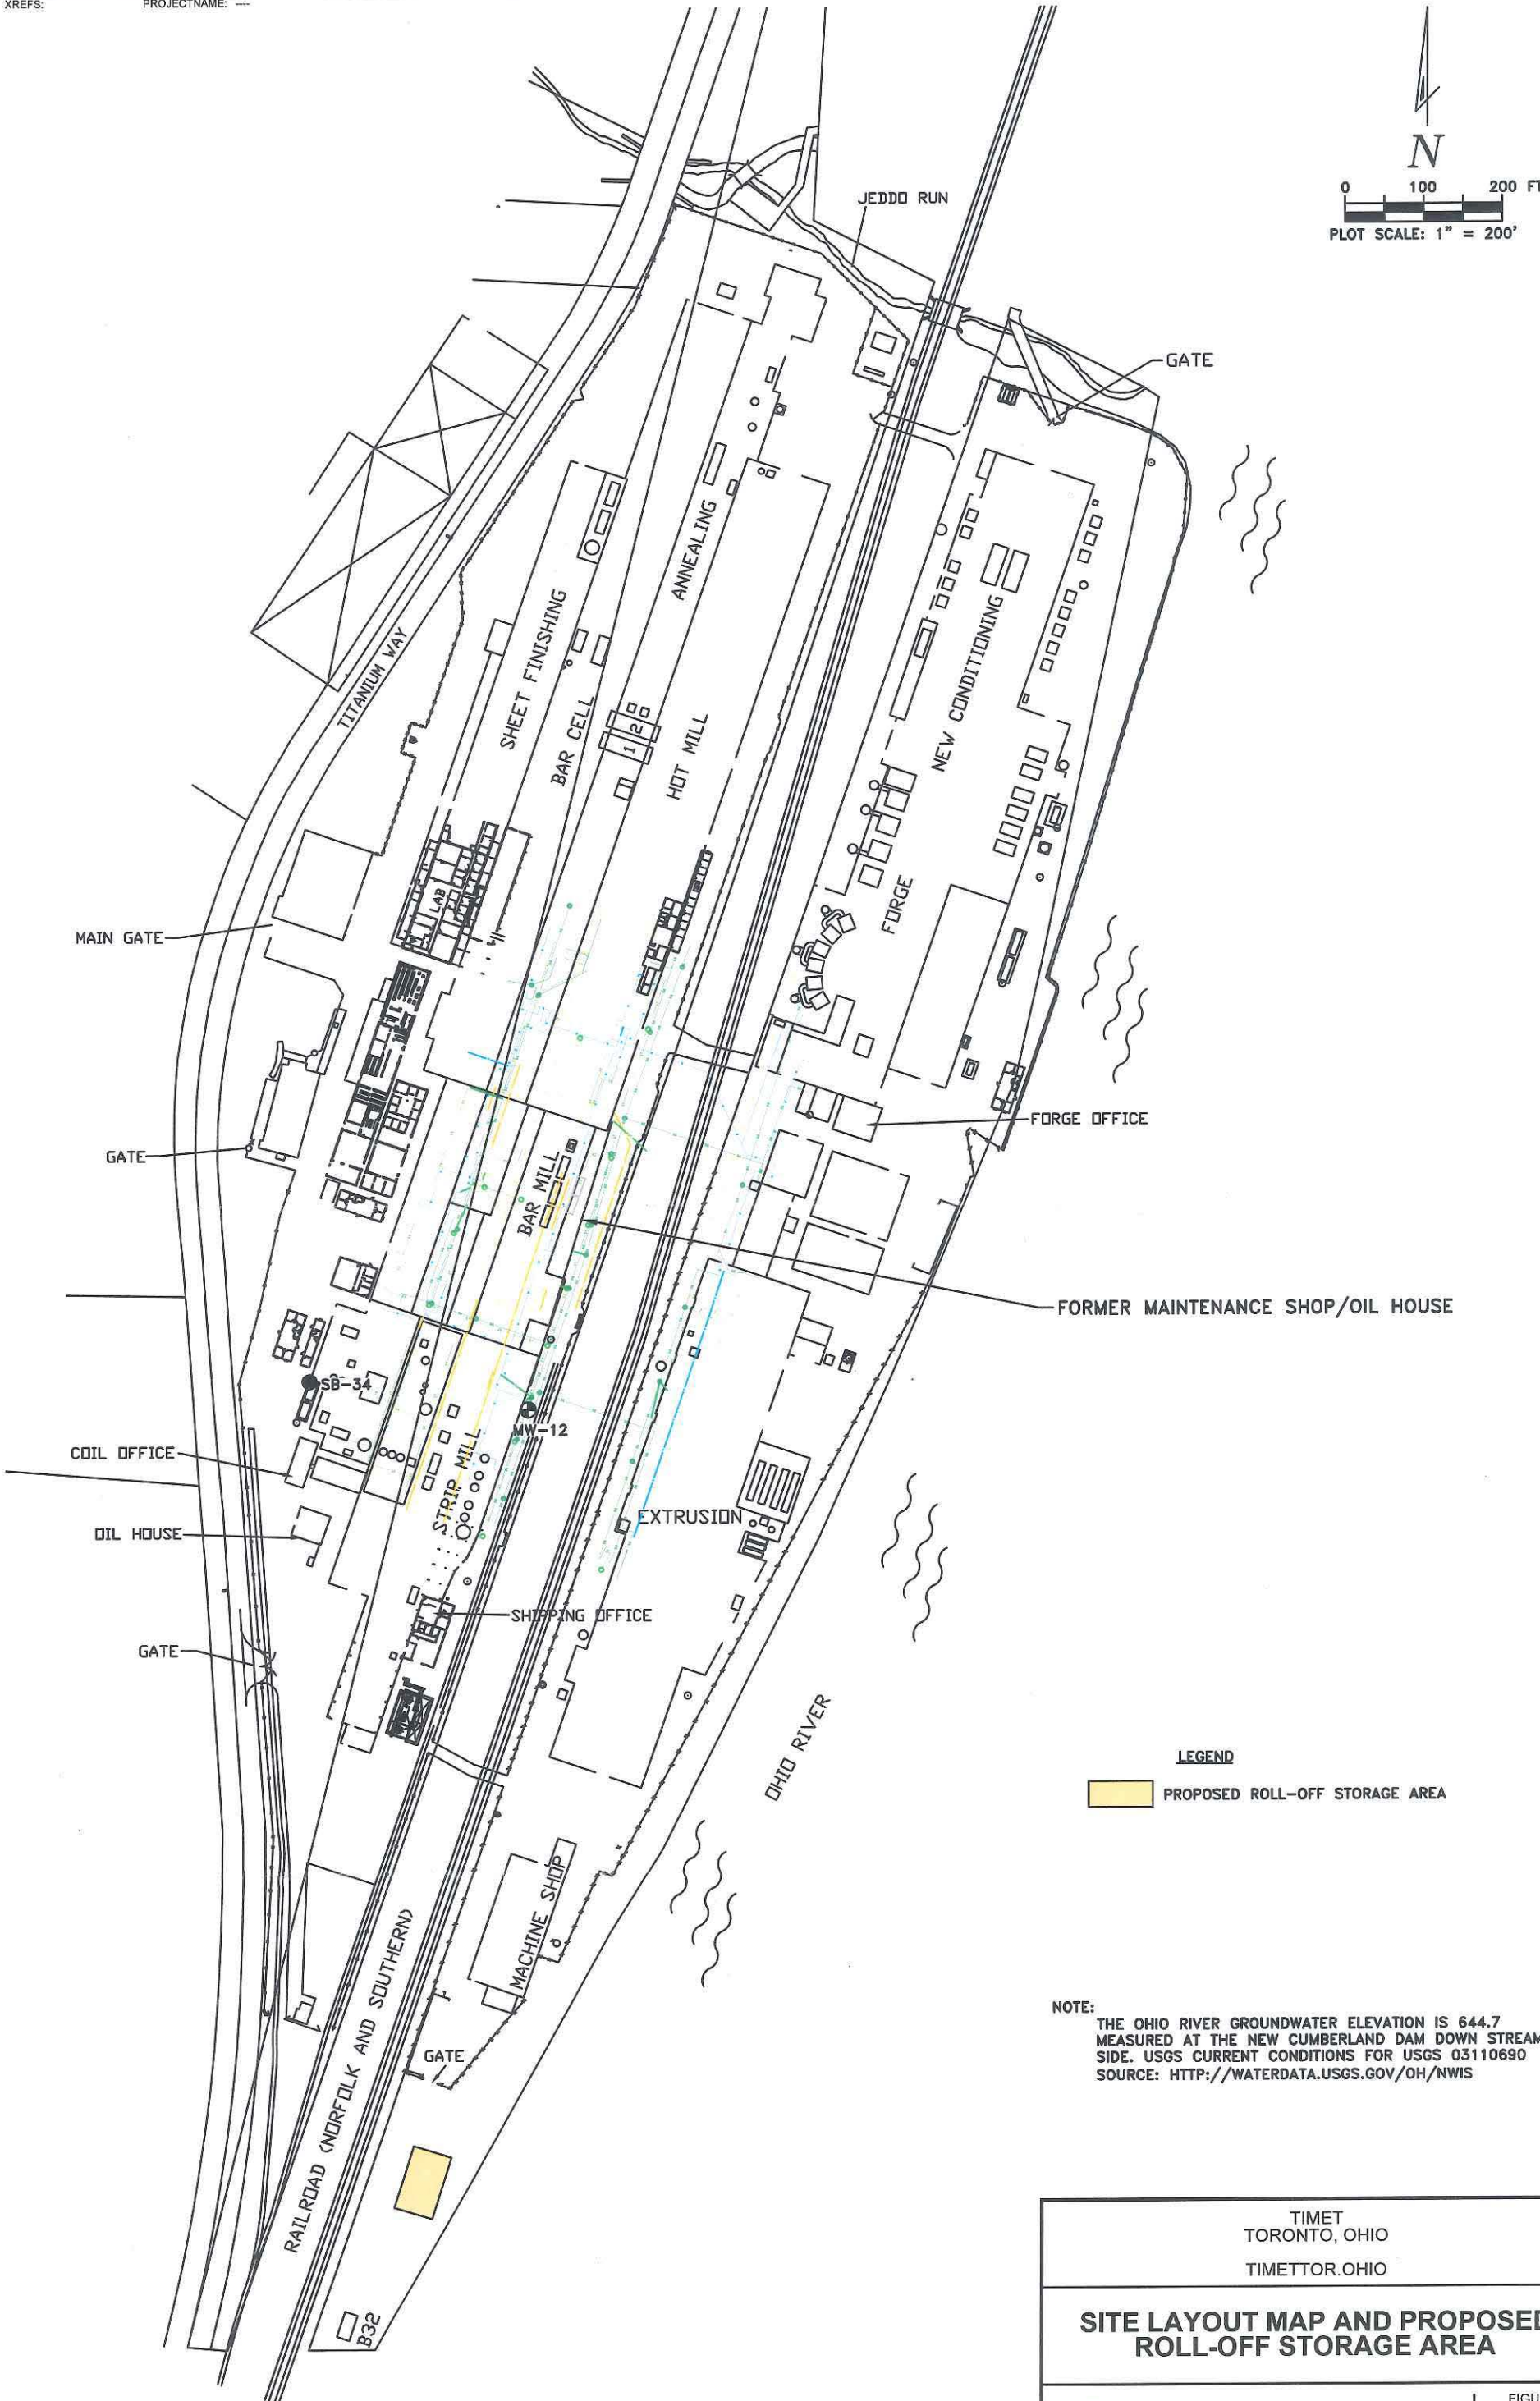 XREFS: PROJECTNAME: ----
N
0 100 200 FT
PLOT SCALE: 1" = 200'
JEDDO RUN
GATE
TITANIUM WAY
SHEET FINISHING
ANNEALING
BAR CELL
1 2
HOT MILL
NEW CONDITIONING
LAB
FORGE
MAIN GATE
FORGE OFFICE
GATE
BAR MILL
FORMER MAINTENANCE SHOP/OIL HOUSE
SB-34
MW-12
COIL OFFICE
STRIP MILL
EXTRUSION
OIL HOUSE
SHIPPING OFFICE
GATE
OHIO RIVER
LEGEND
PROPOSED ROLL-OFF STORAGE AREA
MACHINE SHOP
RAILROAD (NORFOLK AND SOUTHERN)
GATE
NOTE:
THE OHIO RIVER GROUNDWATER ELEVATION IS 644.7
MEASURED AT THE NEW CUMBERLAND DAM DOWN STREAM
SIDE. USGS CURRENT CONDITIONS FOR USGS 03110690
SOURCE: HTTP://WATERDATA.USGS.GOV/OH/NWIS
B32
TIMET
TORONTO, OHIO
TIMETTOR.OHIO
SITE LAYOUT MAP AND PROPOSED
ROLL-OFF STORAGE AREA